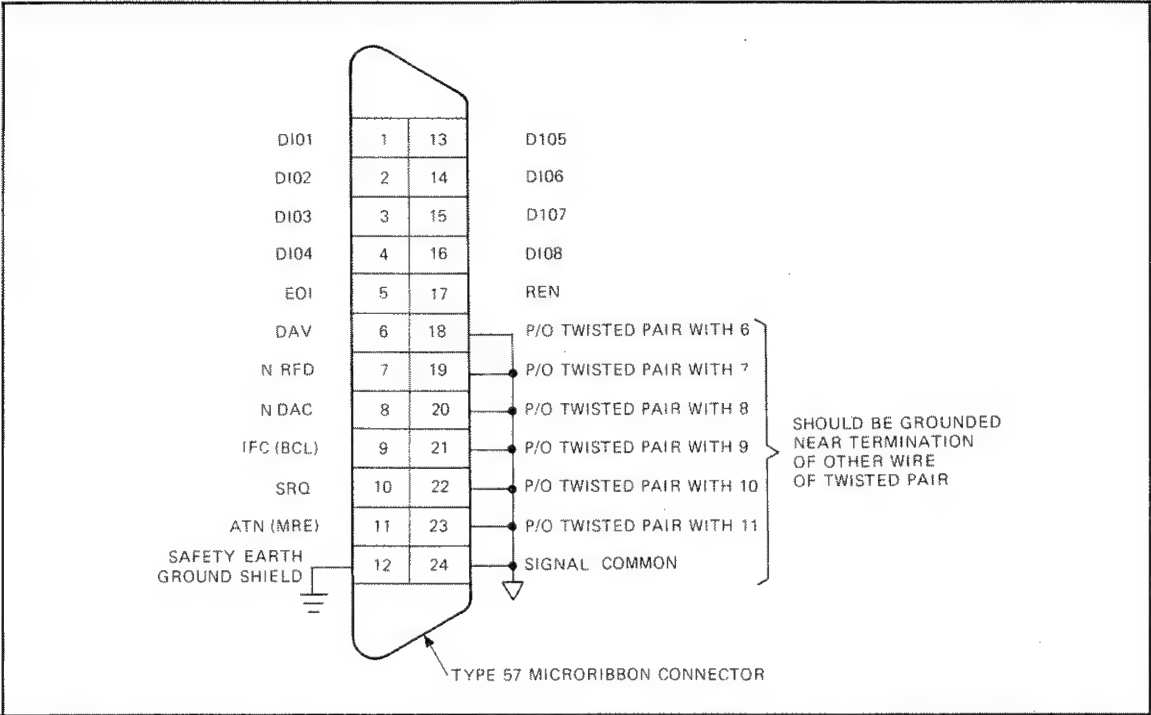 DI01 1 13 D105
DI02 2 14 DI06
DI03 3 15 D107
DI04 4 16 DI08
EOI 5 17 REN
DAV 6 18 P/O TWISTED PAIR WITH 6
N RFD 7 19 P/O TWISTED PAIR WITH 7
N DAC 8 20 P/O TWISTED PAIR WITH 8
IFC (BCL) 9 21 P/O TWISTED PAIR WITH 9
SRQ 10 22 P/O TWISTED PAIR WITH 10
ATN (MRE) 11 23 P/O TWISTED PAIR WITH 11
SAFETY EARTH
GROUND SHIELD 12 24 SIGNAL COMMON
SHOULD BE GROUNDED
NEAR TERMINATION
OF OTHER WIRE
OF TWISTED PAIR
TYPE 57 MICRORIBBON CONNECTOR